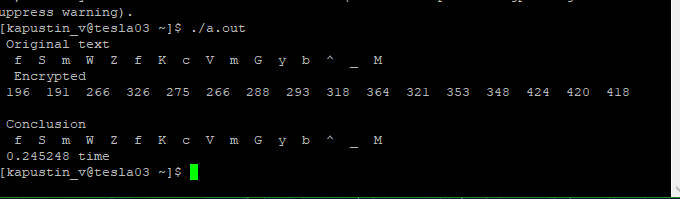 uppress warning).
[kapustin_v@tesla03 ~]$ ./a.out
Original text
f S m W Z f K c V m G y b ^ _ M
Encrypted
196 191 266 326 275 266 288 293 318 364 321 353 348 424 420 418
Conclusion
f S m W Z f K c V m G y b ^ _ M
0.245248 time
[kapustin_v@tesla03 ~]$